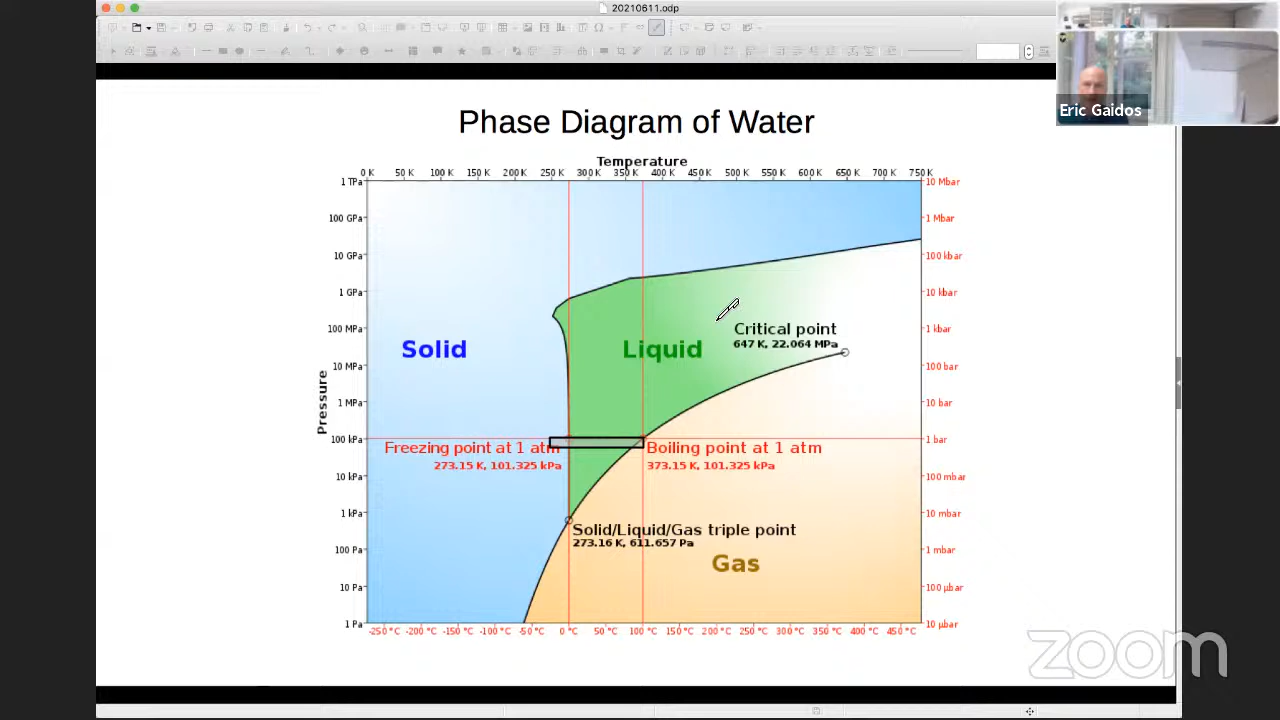 20210611.odp
Eric Gaidos
Phase Diagram of Water
Temperature
0 K 50 K 100 K 150 K 200 K 250 K 300 K 350 K 400 K 450 K 500 K 550 K 600 K 650 K 700 K 750 K
1 TPa 10 Mbar
100 GPa 1 Mbar
10 GPa 100 kbar
1 GPa 10 kbar
100 MPa 1 kbar
Critical point
647 K, 22.064 MPa
Solid Liquid
10 MPa 100 bar
1 MPa 10 bar
Pressure
100 kPa 1 bar
Freezing point at 1 atm Boiling point at 1 atm
273.15 K, 101.325 kPa 373.15 K, 101.325 kPa
10 kPa 100 mbar
1 kPa 10 mbar
Solid/Liquid/Gas triple point
273.16 K, 611.657 Pa
100 Pa 1 mbar
Gas
10 Pa 100 µbar
1 Pa 10 µbar
-250 °C -200 °C -150 °C -100 °C -50 °C 0 °C 50 °C 100 °C 150 °C 200 °C 250 °C 300 °C 350 °C 400 °C 450 °C
zoom